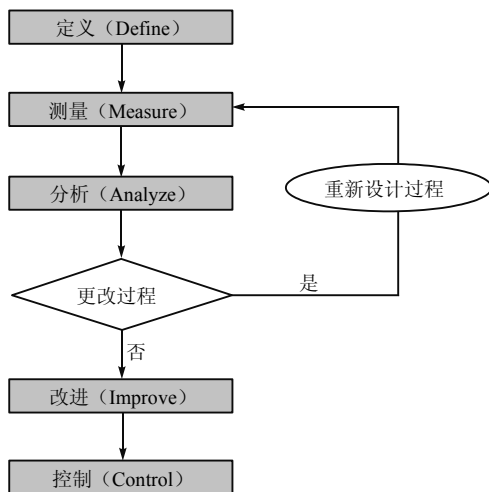 定义（Define）
测量（Measure）
分析（Analyze）
重新设计过程
更改过程
是
否
改进（Improve）
控制（Control）